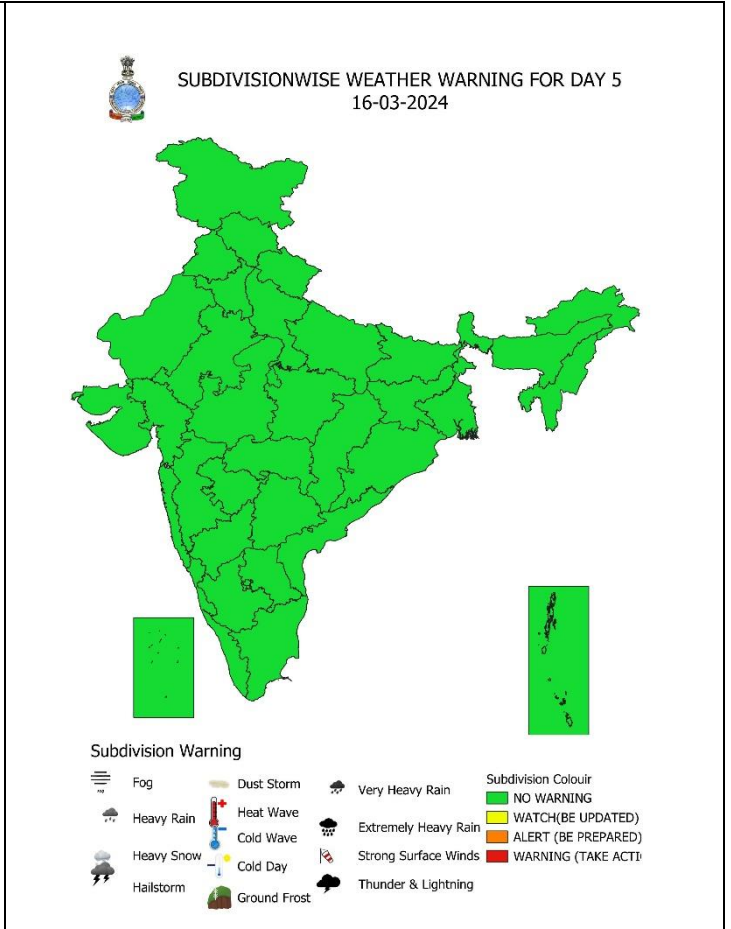 SUBDIVISIONWISE WEATHER WARNING FOR DAY 5
16-03-2024
Subdivision Warning
Fog
Heavy Rain
Heavy Snow
Hailstorm
Dust Storm
Heat Wave
Cold Wave
Cold Day
Ground Frost
Very Heavy Rain
Extremely Heavy Rain
Strong Surface Winds
Thunder & Lightning
Subdivision Colouir
NO WARNING
WATCH(BE UPDATED)
ALERT (BE PREPARED)
WARNING (TAKE ACTI